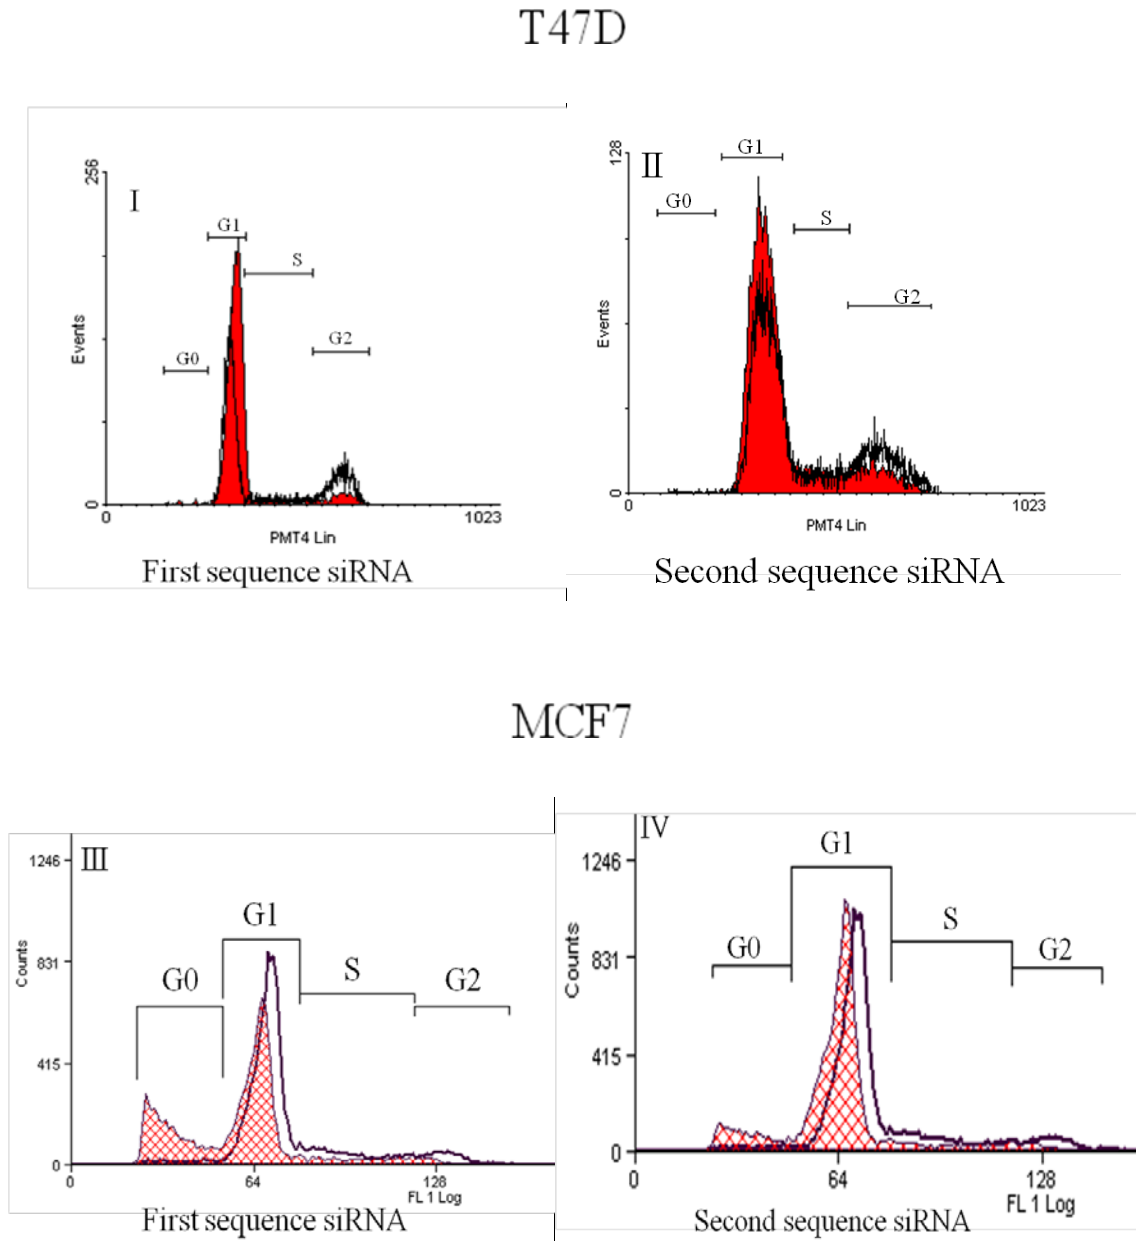 T47D
256
I
G1
S
G2
G0
Events
0
0
1023
PMT4 Lin
First sequence siRNA
128
II
G1
G0
S
G2
Events
0
0
1023
PMT4 Lin
Second sequence siRNA
MCF7
III
1246
831
415
0
Counts
G0
G1
S
G2
0
64
128
FL 1 Log
First sequence siRNA
IV
1246
831
415
0
Counts
G0
G1
S
G2
0
64
128
FL 1 Log
Second sequence siRNA